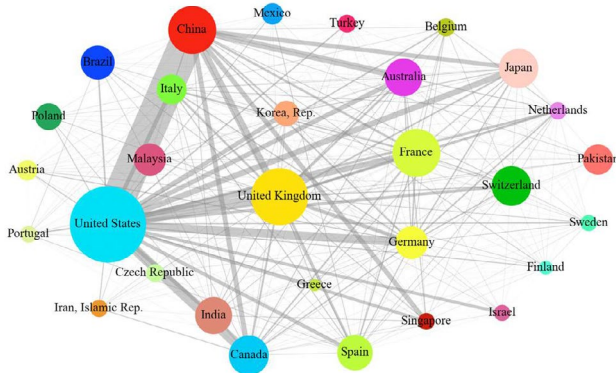 Mexico
China
Turkey
Belgium
Brazil
Italy
Australia
Japan
Korea, Rep.
Netherlands
Poland
Malaysia
France
Pakistan
Austria
United Kingdom
Switzerland
United States
Sweden
Portugal
Germany
Czech Republic
Finland
Greece
Iran, Islamic Rep.
India
Singapore
Israel
Canada
Spain